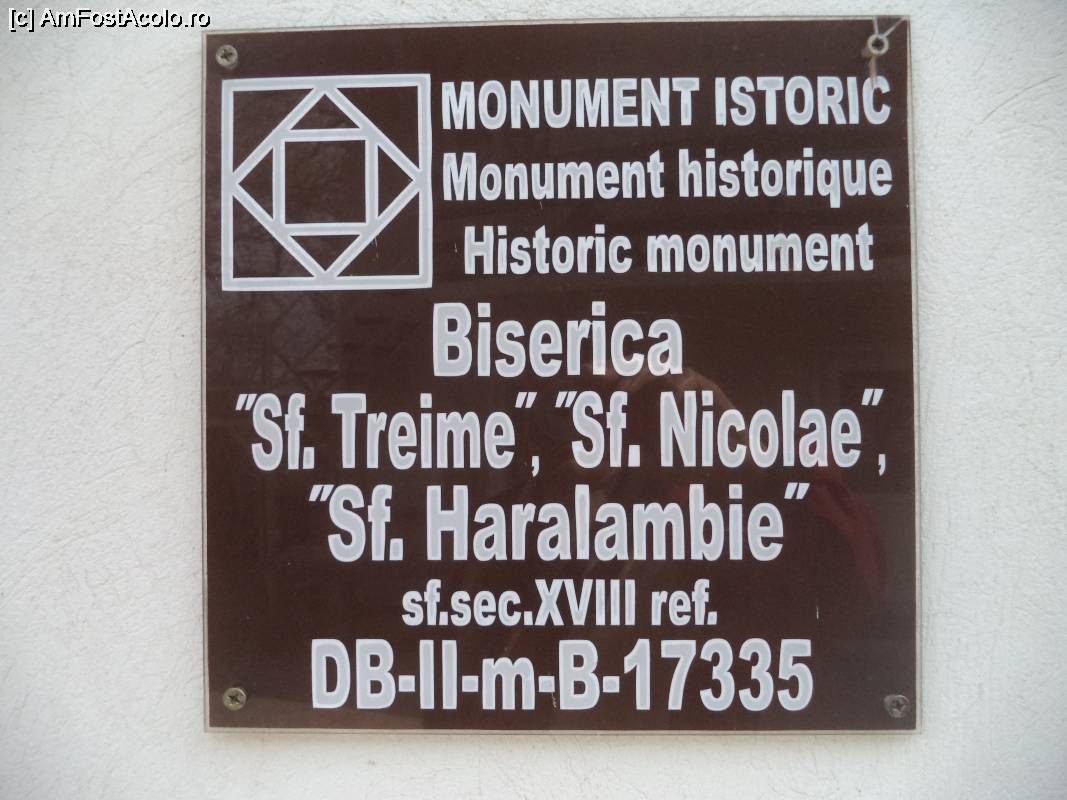 [c] AmFostAcolo.ro
MONUMENT ISTORIC
Monument historique
Historic monument
Biserica
"Sf. Treime", "Sf. Nicolae",
"Sf. Haralambie"
sf.sec.XVIII ref.
DB-II-m-B-17335